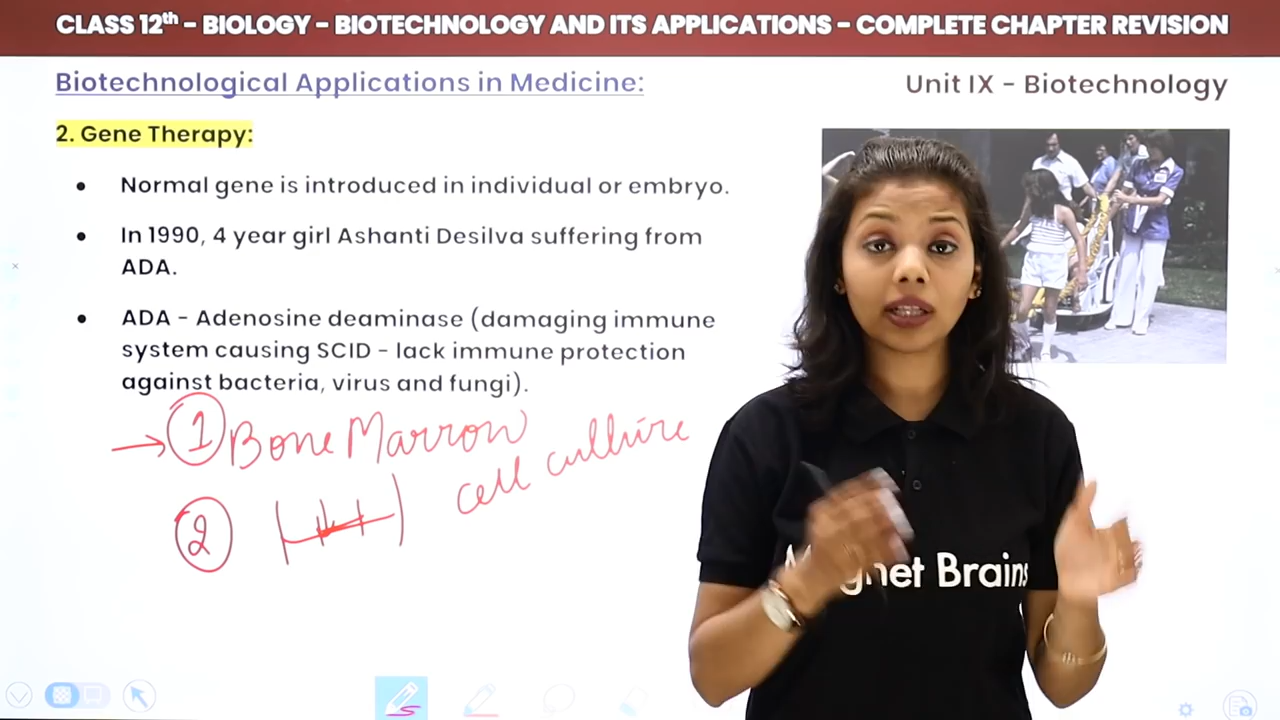 CLASS 12th – BIOLOGY – BIOTECHNOLOGY AND ITS APPLICATIONS – COMPLETE CHAPTER REVISION
Biotechnological Applications in Medicine:
Unit IX – Biotechnology
2. Gene Therapy:
• Normal gene is introduced in individual or embryo.
• In 1990, 4 year girl Ashanti Desilva suffering from
ADA.
• ADA – Adenosine deaminase (damaging immune
system causing SCID – lack immune protection
against bacteria, virus and fungi).
→ 1 Bone Marrow
cell culture
2
Magnet Brains